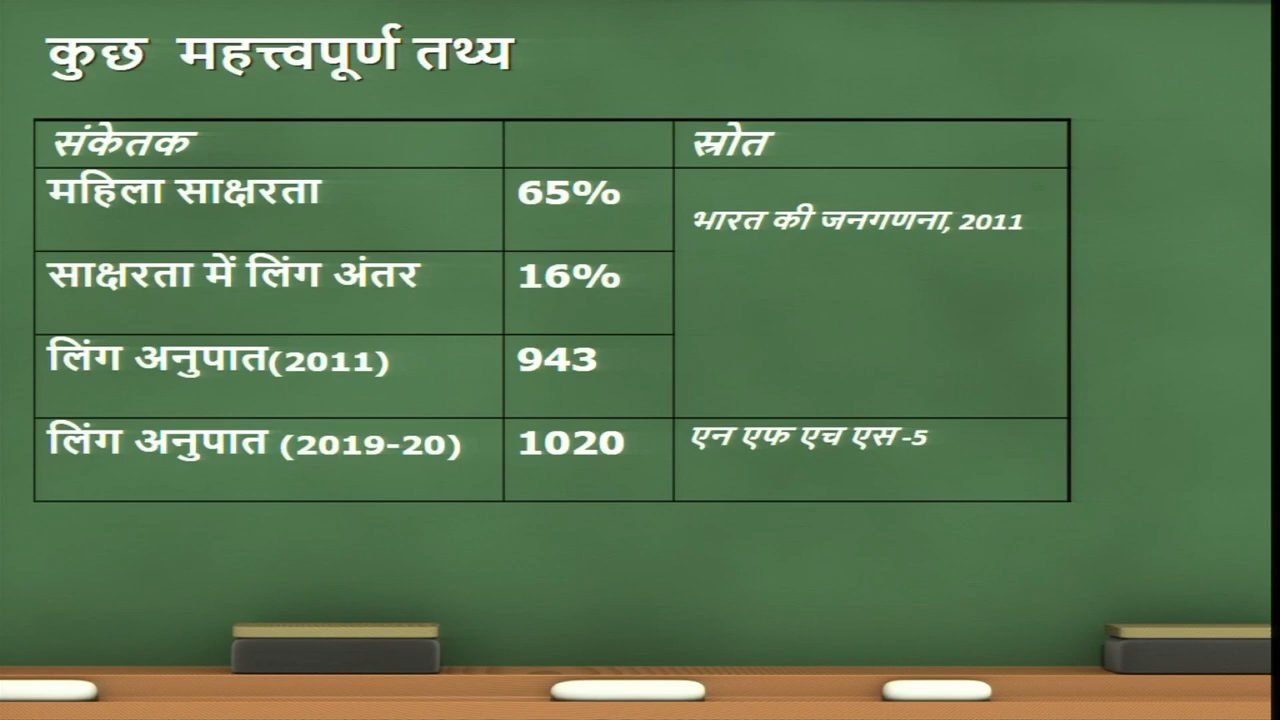 कुछ महत्त्वपूर्ण तथ्य
संकेतक स्रोत
महिला साक्षरता 65% भारत की जनगणना, 2011
साक्षरता में लिंग अंतर 16%
लिंग अनुपात(2011) 943
लिंग अनुपात (2019-20) 1020 एन एफ एच एस -5